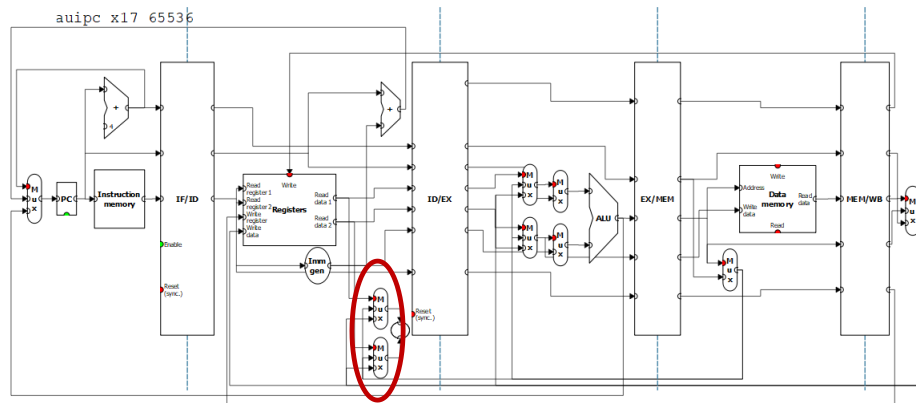 auipc x17 65536
+
4
M
u
x
PC
Instruction
memory
IF/ID
Enable
Reset
(sync.)
Write
Read
register 1
Read
register 2
Write
register
Write
data
Registers
Read
data 1
Read
data 2
Imm
gen
+
M
u
x
M
u
x
ID/EX
Reset
(sync.)
M
u
x
M
u
x
M
u
x
M
u
x
ALU
EX/MEM
Write
Address
Write
data
Data
memory
Read
data
Read
M
u
x
MEM/WB
M
u
x